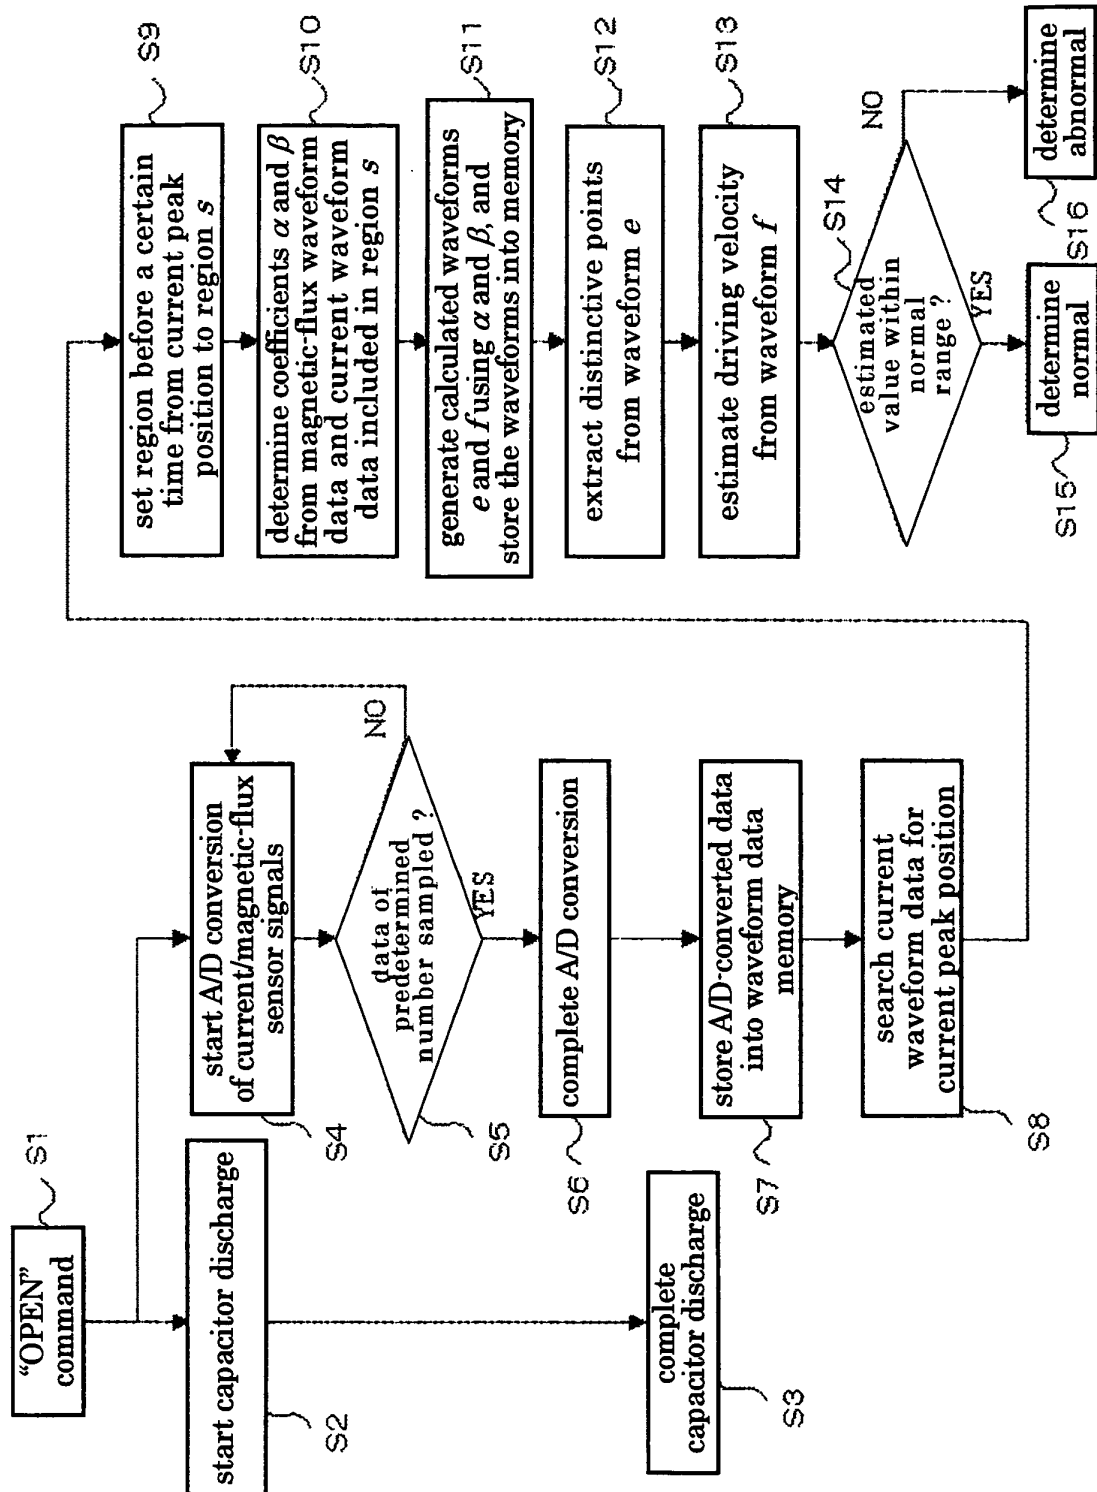 "OPEN"
command
S1
start capacitor discharge
S2
complete
capacitor discharge
S3
start A/D conversion
of current/magnetic-flux
sensor signals
S4
data of
predetermined
number sampled ?
S5
NO
YES
complete A/D conversion
S6
store A/D-converted data
into waveform data
memory
S7
search current
waveform data for
current peak position
S8
set region before a certain
time from current peak
position to region s
S9
determine coefficients α and β
from magnetic-flux waveform
data and current waveform
data included in region s
S10
generate calculated waveforms
e and f using α and β, and
store the waveforms into memory
S11
extract distinctive points
from waveform e
S12
estimate driving velocity
from waveform f
S13
estimated
value within
normal
range ?
S14
NO
YES
determine
normal
S15
determine
abnormal
S16